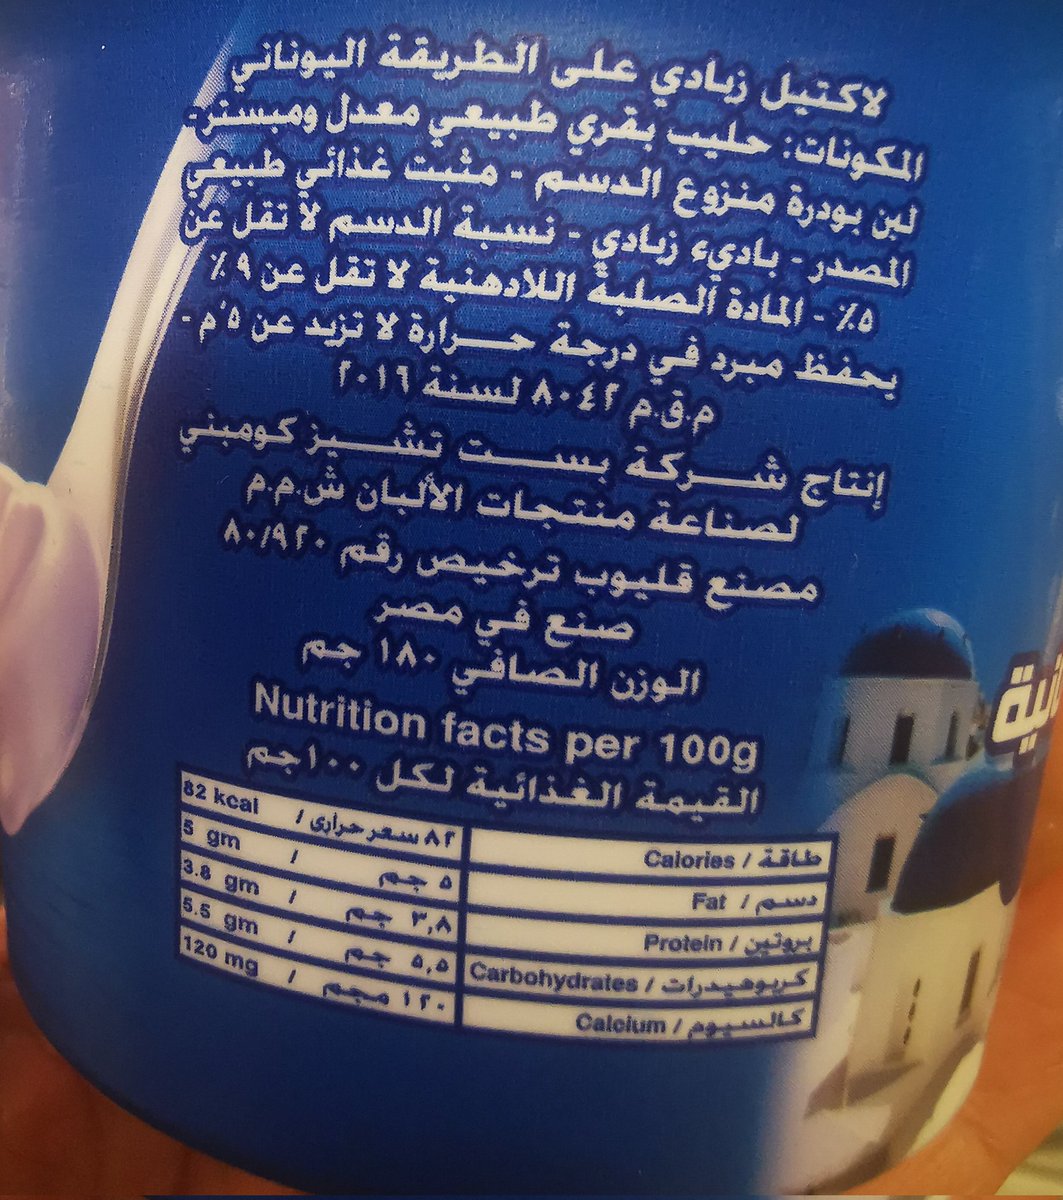 لاكتيل زبادي على الطريقة اليوناني
المكونات: حليب بقري طبيعي معدل ومبستر-
لبن بودرة منزوع الدسم - مثبت غذائي طبيعي
المصدر - باديء زبادي - نسبة الدسم لا تقل عن
٥٪ - المادة الصلبة اللادهنية لا تقل عن ٩٪
يحفظ مبرد في درجة حرارة لا تزيد عن ٥°م -
م.ق.م ٨٠٤٢ لسنة ٢٠١٦
إنتاج شركة بست تشيز كومبني
لصناعة منتجات الألبان ش.م.م
مصنع قليوب ترخيص رقم ٨٠/٩٢٠
صنع في مصر
الوزن الصافي ١٨٠ جم
Nutrition facts per 100g
القيمة الغذائية لكل ١٠٠جم
طاقة / Calories ٨٢ سعر حراري / 82 kcal
دسم / Fat ٥ جم / 5 gm
بروتين / Protein ٣,٨ جم / 3.8 gm
كربوهيدرات / Carbohydrates ٥,٥ جم / 5.5 gm
كالسيوم / Calcium ١٢٠ مجم / 120 mg